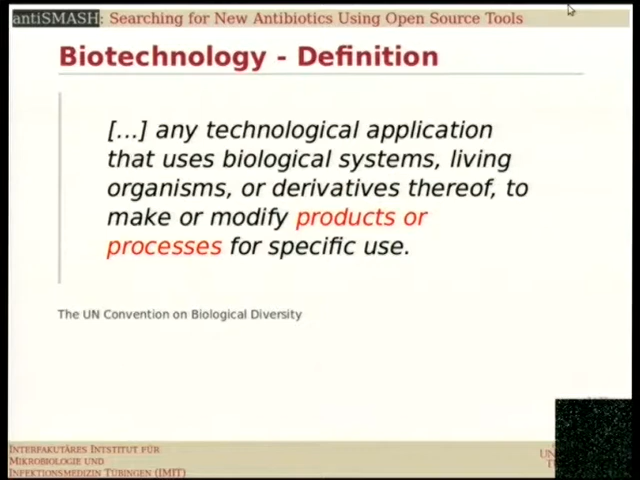 antiSMASH: Searching for New Antibiotics Using Open Source Tools
Biotechnology - Definition
[...] any technological application
that uses biological systems, living
organisms, or derivatives thereof, to
make or modify products or
processes for specific use.
The UN Convention on Biological Diversity
INTERFAKUTÄRES INTSTITUT FÜR
MIKROBIOLOGIE UND
INFEKTIONSMEDIZIN TÜBINGEN (IMIT)